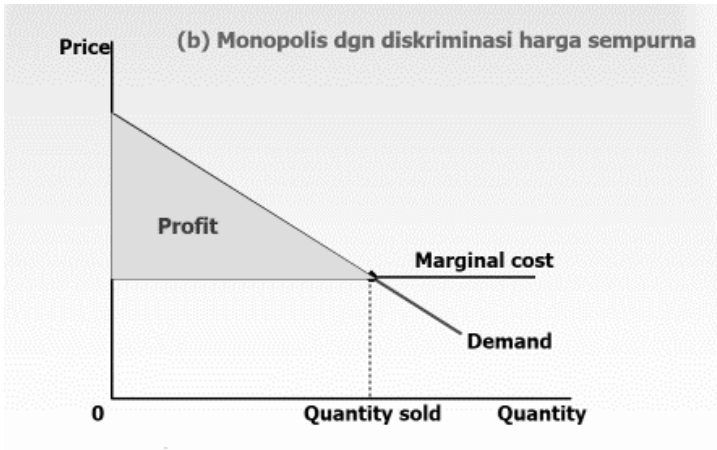 (b) Monopolis dgn diskriminasi harga sempurna
Price
Profit
Marginal cost
Demand
0
Quantity sold
Quantity